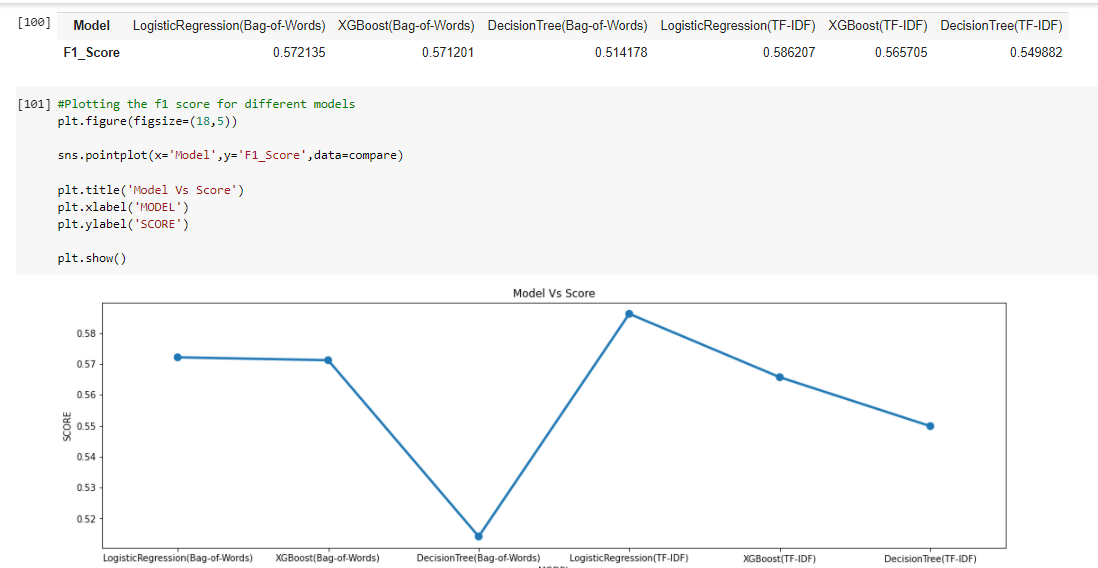 [100] Model LogisticRegression(Bag-of-Words) XGBoost(Bag-of-Words) DecisionTree(Bag-of-Words) LogisticRegression(TF-IDF) XGBoost(TF-IDF) DecisionTree(TF-IDF)
F1_Score 0.572135 0.571201 0.514178 0.586207 0.565705 0.549882
[101] #Plotting the f1 score for different models
plt.figure(figsize=(18,5))
sns.pointplot(x='Model',y='F1_Score',data=compare)
plt.title('Model Vs Score')
plt.xlabel('MODEL')
plt.ylabel('SCORE')
plt.show()
Model Vs Score
0.58
0.57
0.56
0.55
0.54
0.53
0.52
SCORE
LogisticRegression(Bag-of-Words) XGBoost(Bag-of-Words) DecisionTree(Bag-of-Words) LogisticRegression(TF-IDF) XGBoost(TF-IDF) DecisionTree(TF-IDF)